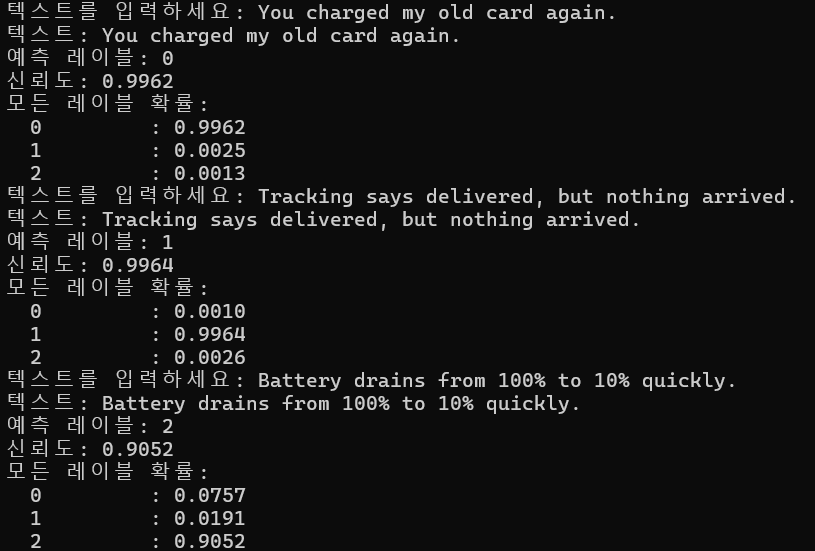 텍스트를 입력하세요: You charged my old card again.
텍스트: You charged my old card again.
예측 레이블: 0
신뢰도: 0.9962
모든 레이블 확률:
  0         : 0.9962
  1         : 0.0025
  2         : 0.0013
텍스트를 입력하세요: Tracking says delivered, but nothing arrived.
텍스트: Tracking says delivered, but nothing arrived.
예측 레이블: 1
신뢰도: 0.9964
모든 레이블 확률:
  0         : 0.0010
  1         : 0.9964
  2         : 0.0026
텍스트를 입력하세요: Battery drains from 100% to 10% quickly.
텍스트: Battery drains from 100% to 10% quickly.
예측 레이블: 2
신뢰도: 0.9052
모든 레이블 확률:
  0         : 0.0757
  1         : 0.0191
  2         : 0.9052